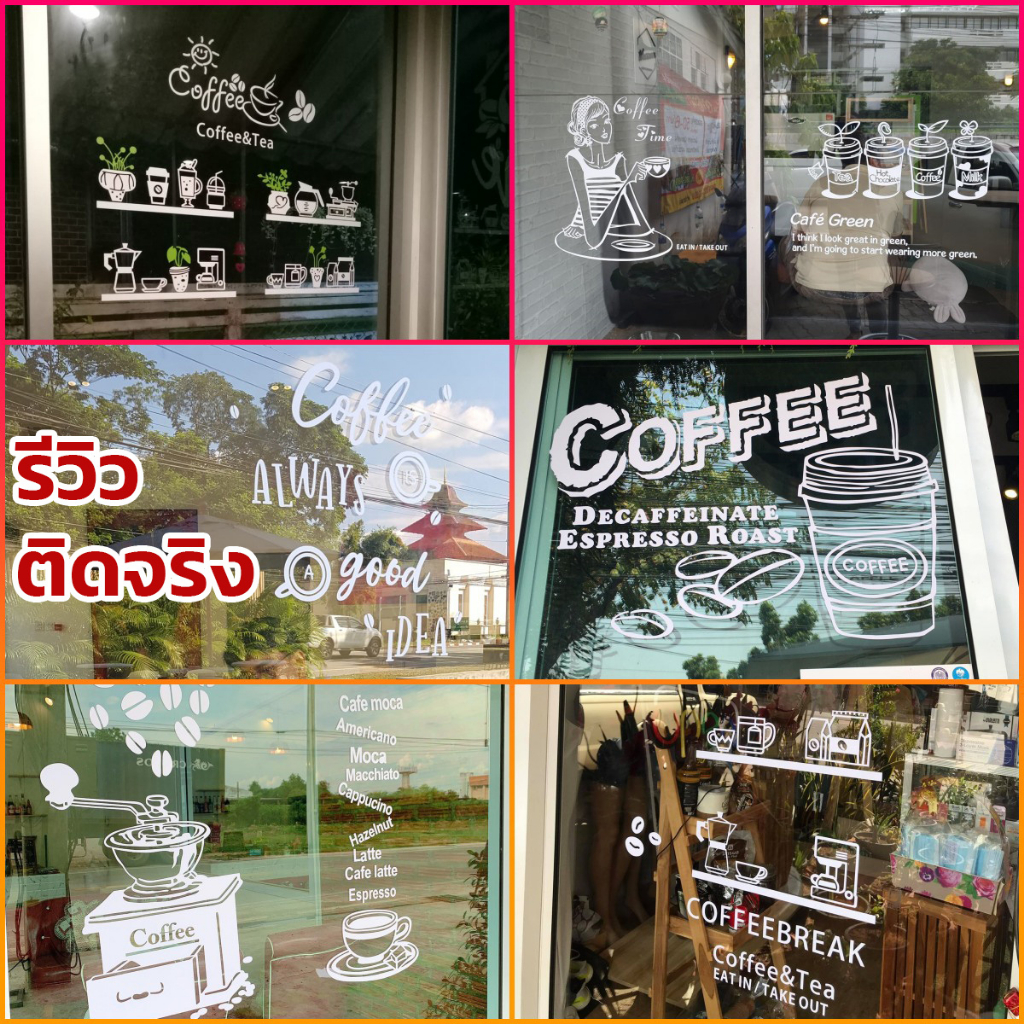 Coffee
Coffee&Tea
Coffee
Time
EAT IN / TAKE OUT
Tea
Hot
Chocolate
Coffee
Milk
Café Green
I think I look great in green,
and I'm going to start wearing more green.
Coffee
ALWAYS IS
A good
IDEA
รีวิว
ติดจริง
COFFEE
DECAFFEINATE
ESPRESSO ROAST
COFFEE
Cafe moca
Americano
Moca
Macchiato
Cappucino
Hazelnut
Latte
Cafe latte
Espresso
Coffee
COFFEEBREAK
Coffee&Tea
EAT IN / TAKE OUT